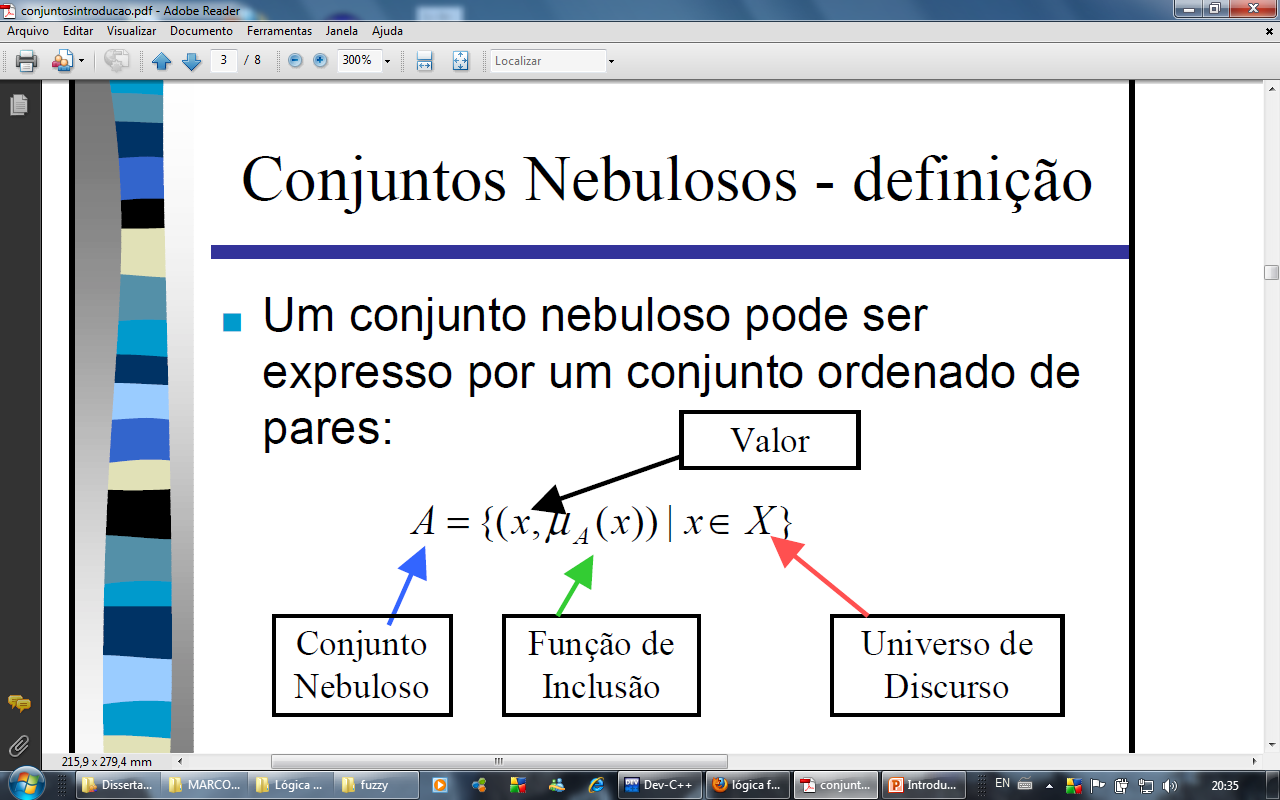 conjuntosintroducao.pdf - Adobe Reader
Arquivo Editar Visualizar Documento Ferramentas Janela Ajuda
3 / 8 300% Localizar
Conjuntos Nebulosos - definição
Um conjunto nebuloso pode ser
expresso por um conjunto ordenado de
pares:
Valor
A = {(x, μ_A(x)) | x ∈ X}
Conjunto
Nebuloso
Função de
Inclusão
Universo de
Discurso
215,9 x 279,4 mm
Disserta... MARCO... Lógica ... fuzzy DEV Dev-C++ lógica f... conjunt... Introdu... EN 20:35